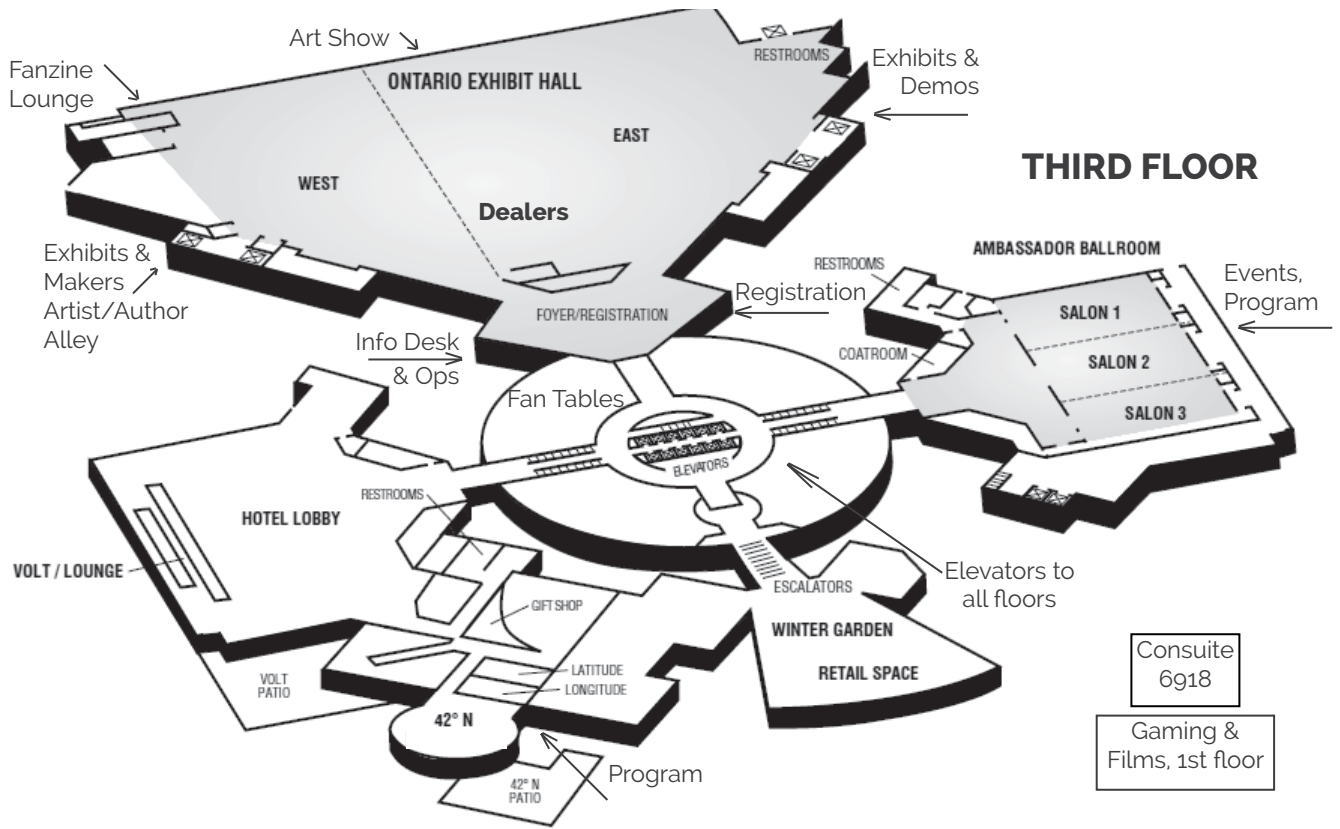 Art Show
Fanzine
Lounge
ONTARIO EXHIBIT HALL
RESTROOMS
Exhibits &
Demos
EAST
WEST
THIRD FLOOR
Dealers
Exhibits &
Makers
Artist/Author
Alley
AMBASSADOR BALLROOM
RESTROOMS
Events,
Program
Registration
FOYER/REGISTRATION
SALON 1
Info Desk
& Ops
COATROOM
SALON 2
Fan Tables
SALON 3
ELEVATORS
RESTROOMS
HOTEL LOBBY
VOLT / LOUNGE
Elevators to
all floors
ESCALATORS
GIFT SHOP
WINTER GARDEN
RETAIL SPACE
LATITUDE
LONGITUDE
VOLT
PATIO
42° N
Consuite
6918
Gaming &
Films, 1st floor
Program
42° N
PATIO